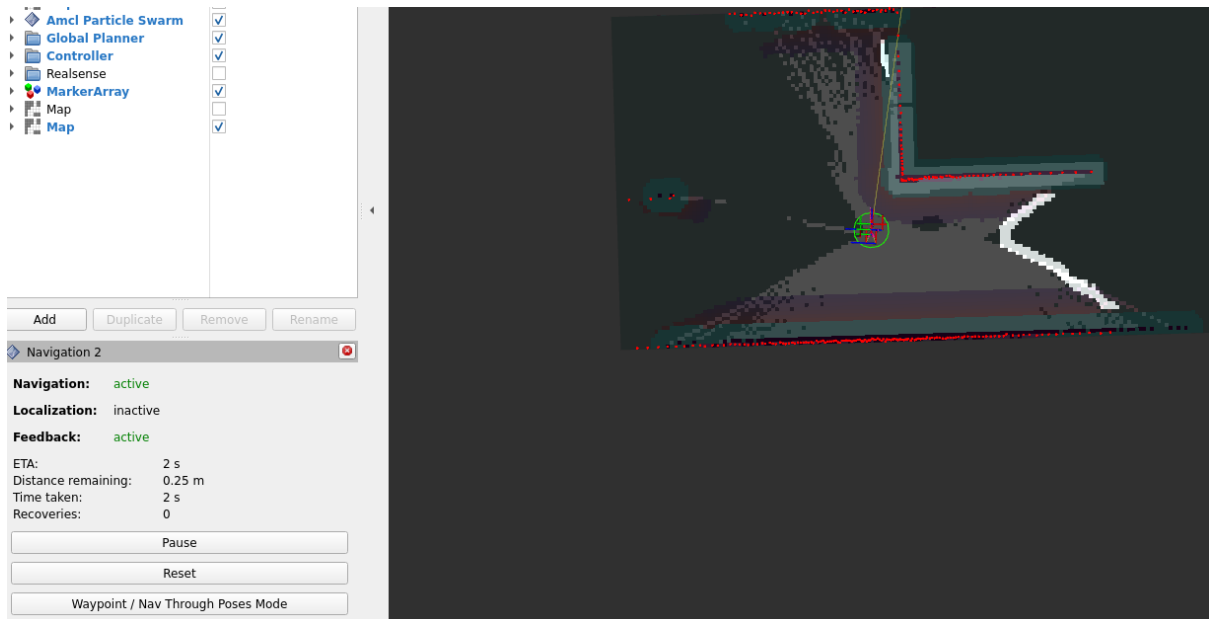 Amcl Particle Swarm
Global Planner
Controller
Realsense
MarkerArray
Map
Map
Add
Duplicate
Remove
Rename
Navigation 2
Navigation: active
Localization: inactive
Feedback: active
ETA: 2 s
Distance remaining: 0.25 m
Time taken: 2 s
Recoveries: 0
Pause
Reset
Waypoint / Nav Through Poses Mode